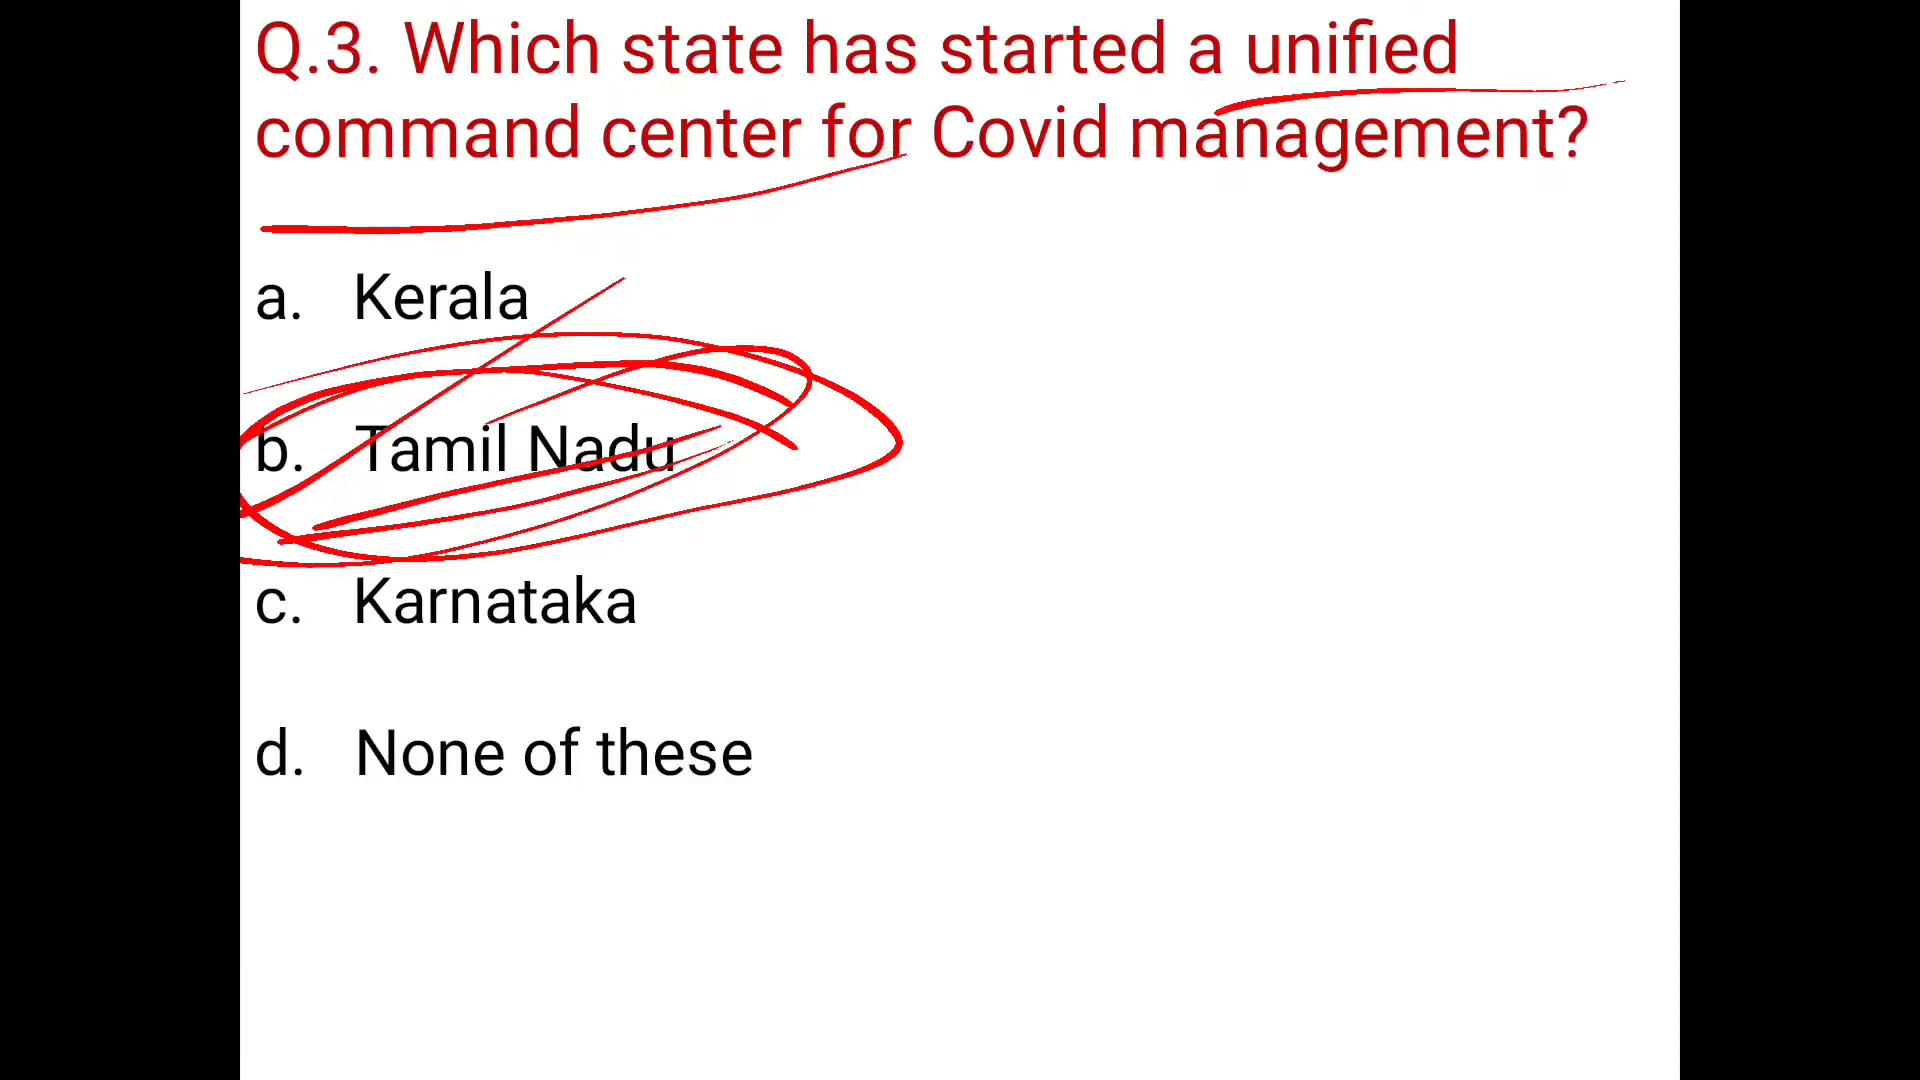 Q.3. Which state has started a unified
command center for Covid management?
a. Kerala
b. Tamil Nadu
c. Karnataka
d. None of these